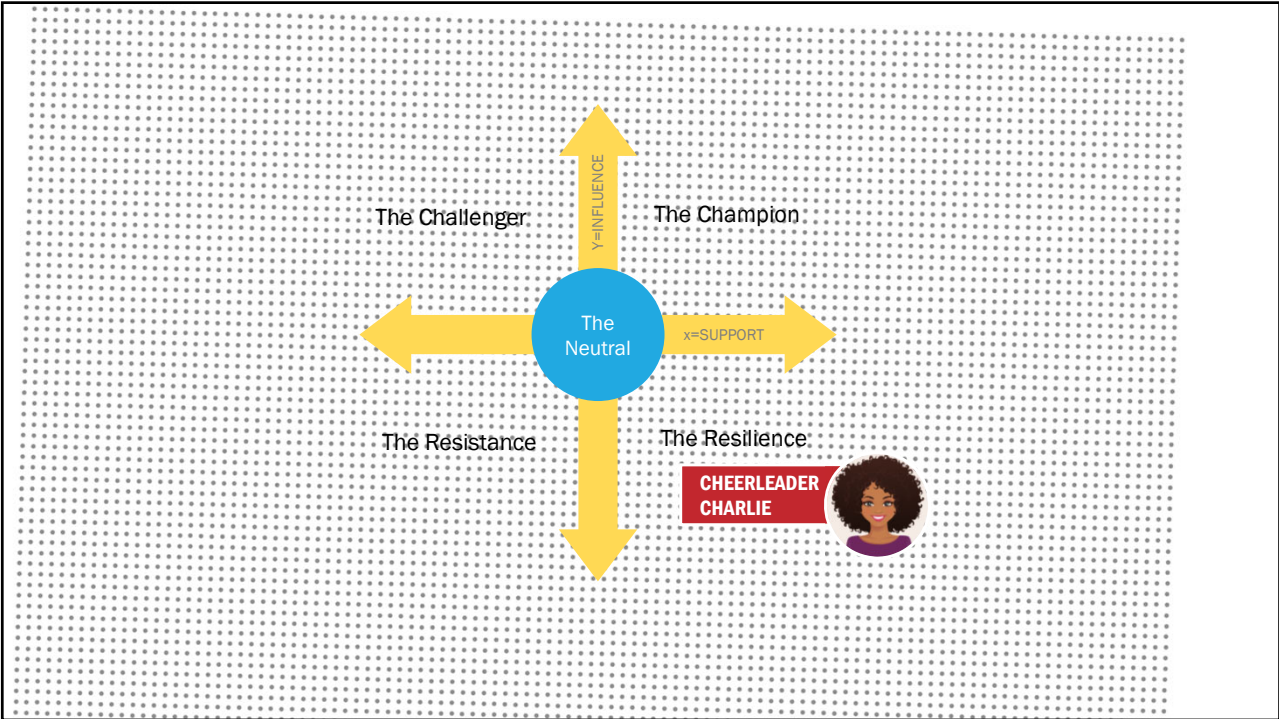 Y=INFLUENCE
The Challenger
The Champion
The
Neutral
x=SUPPORT
The Resistance
The Resilience
CHEERLEADER
CHARLIE